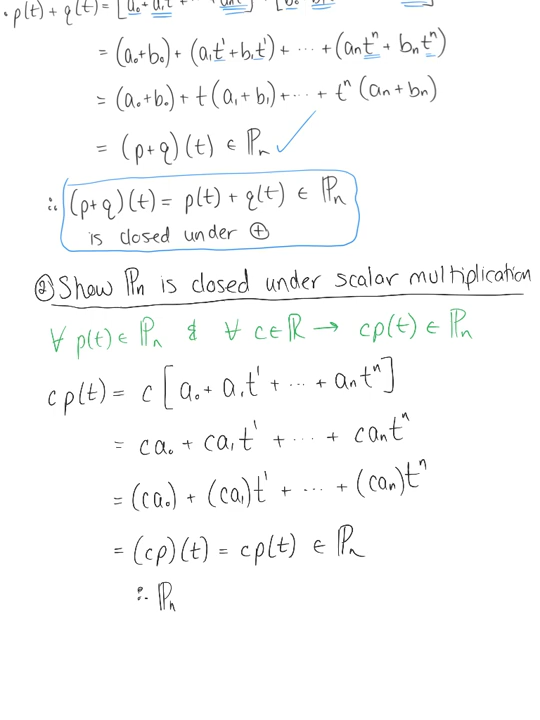 · p(t) + q(t) = [a₀ + a₁t
= (a₀+b₀) + (a₁t¹+b₁t¹) + ··· + (aₙtⁿ + bₙtⁿ)
= (a₀+b₀) + t(a₁+b₁) + ··· + tⁿ(aₙ+bₙ)
= (p+q)(t) ∈ ℙₙ ✓
∴ (p+q)(t) = p(t) + q(t) ∈ ℙₙ
is closed under ⊕
② Show ℙₙ is closed under scalar multiplication
∀ p(t) ∈ ℙₙ & ∀ c∈ℝ → cp(t) ∈ ℙₙ
cp(t) = c[a₀ + a₁t¹ + ··· + aₙtⁿ]
= ca₀ + ca₁t¹ + ··· + caₙtⁿ
= (ca₀) + (ca₁)t¹ + ··· + (caₙ)tⁿ
= (cp)(t) = cp(t) ∈ ℙₙ
∴ ℙₙ